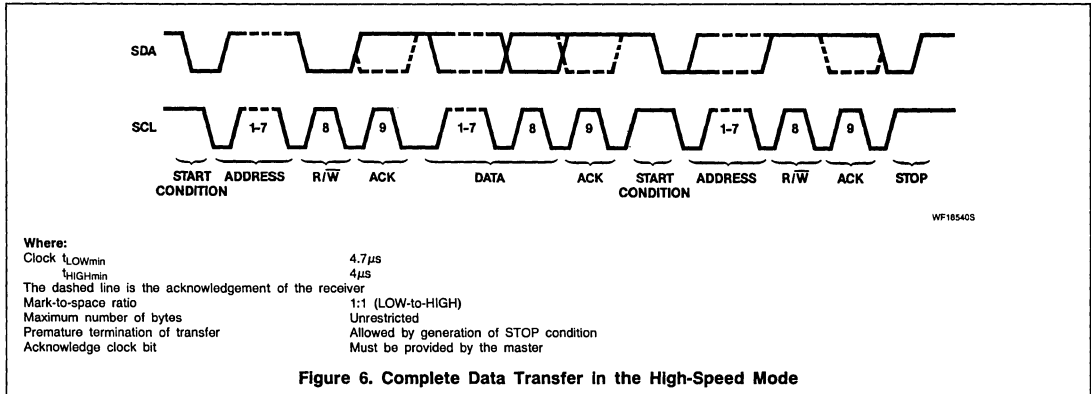 SDA
SCL
1-7 8 9 1-7 8 9 1-7 8 9
START CONDITION ADDRESS R/W̅ ACK DATA ACK START CONDITION ADDRESS R/W̅ ACK STOP
WF18540S
Where:
Clock tLOWmin 4.7µs
tHIGHmin 4µs
The dashed line is the acknowledgement of the receiver
Mark-to-space ratio 1:1 (LOW-to-HIGH)
Maximum number of bytes Unrestricted
Premature termination of transfer Allowed by generation of STOP condition
Acknowledge clock bit Must be provided by the master
Figure 6. Complete Data Transfer in the High-Speed Mode